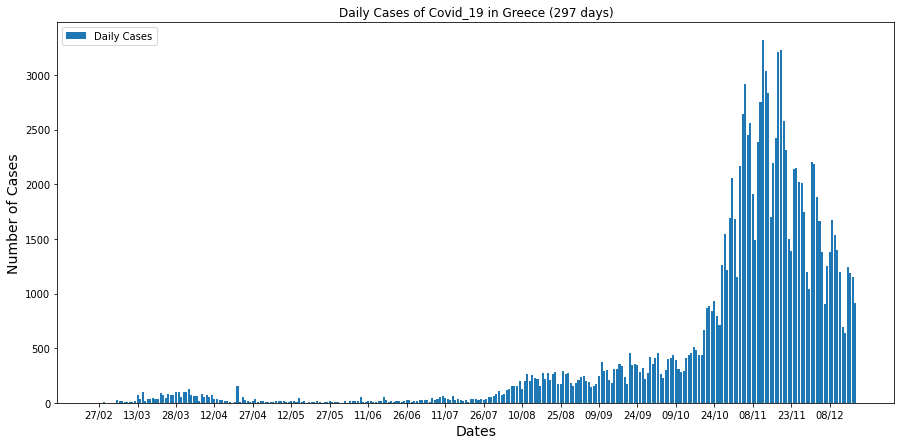 Daily Cases of Covid_19 in Greece (297 days)
Daily Cases
Number of Cases
3000
2500
2000
1500
1000
500
0
27/02 13/03 28/03 12/04 27/04 12/05 27/05 11/06 26/06 11/07 26/07 10/08 25/08 09/09 24/09 09/10 24/10 08/11 23/11 08/12
Dates